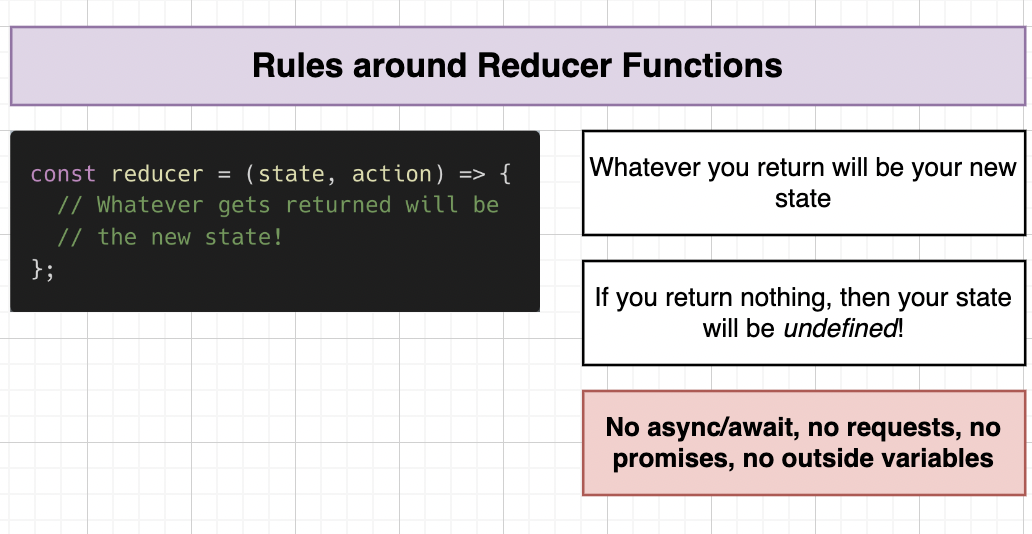 Rules around Reducer Functions
const reducer = (state, action) => {
  // Whatever gets returned will be
  // the new state!
};
Whatever you return will be your new
state
If you return nothing, then your state
will be undefined!
No async/await, no requests, no
promises, no outside variables